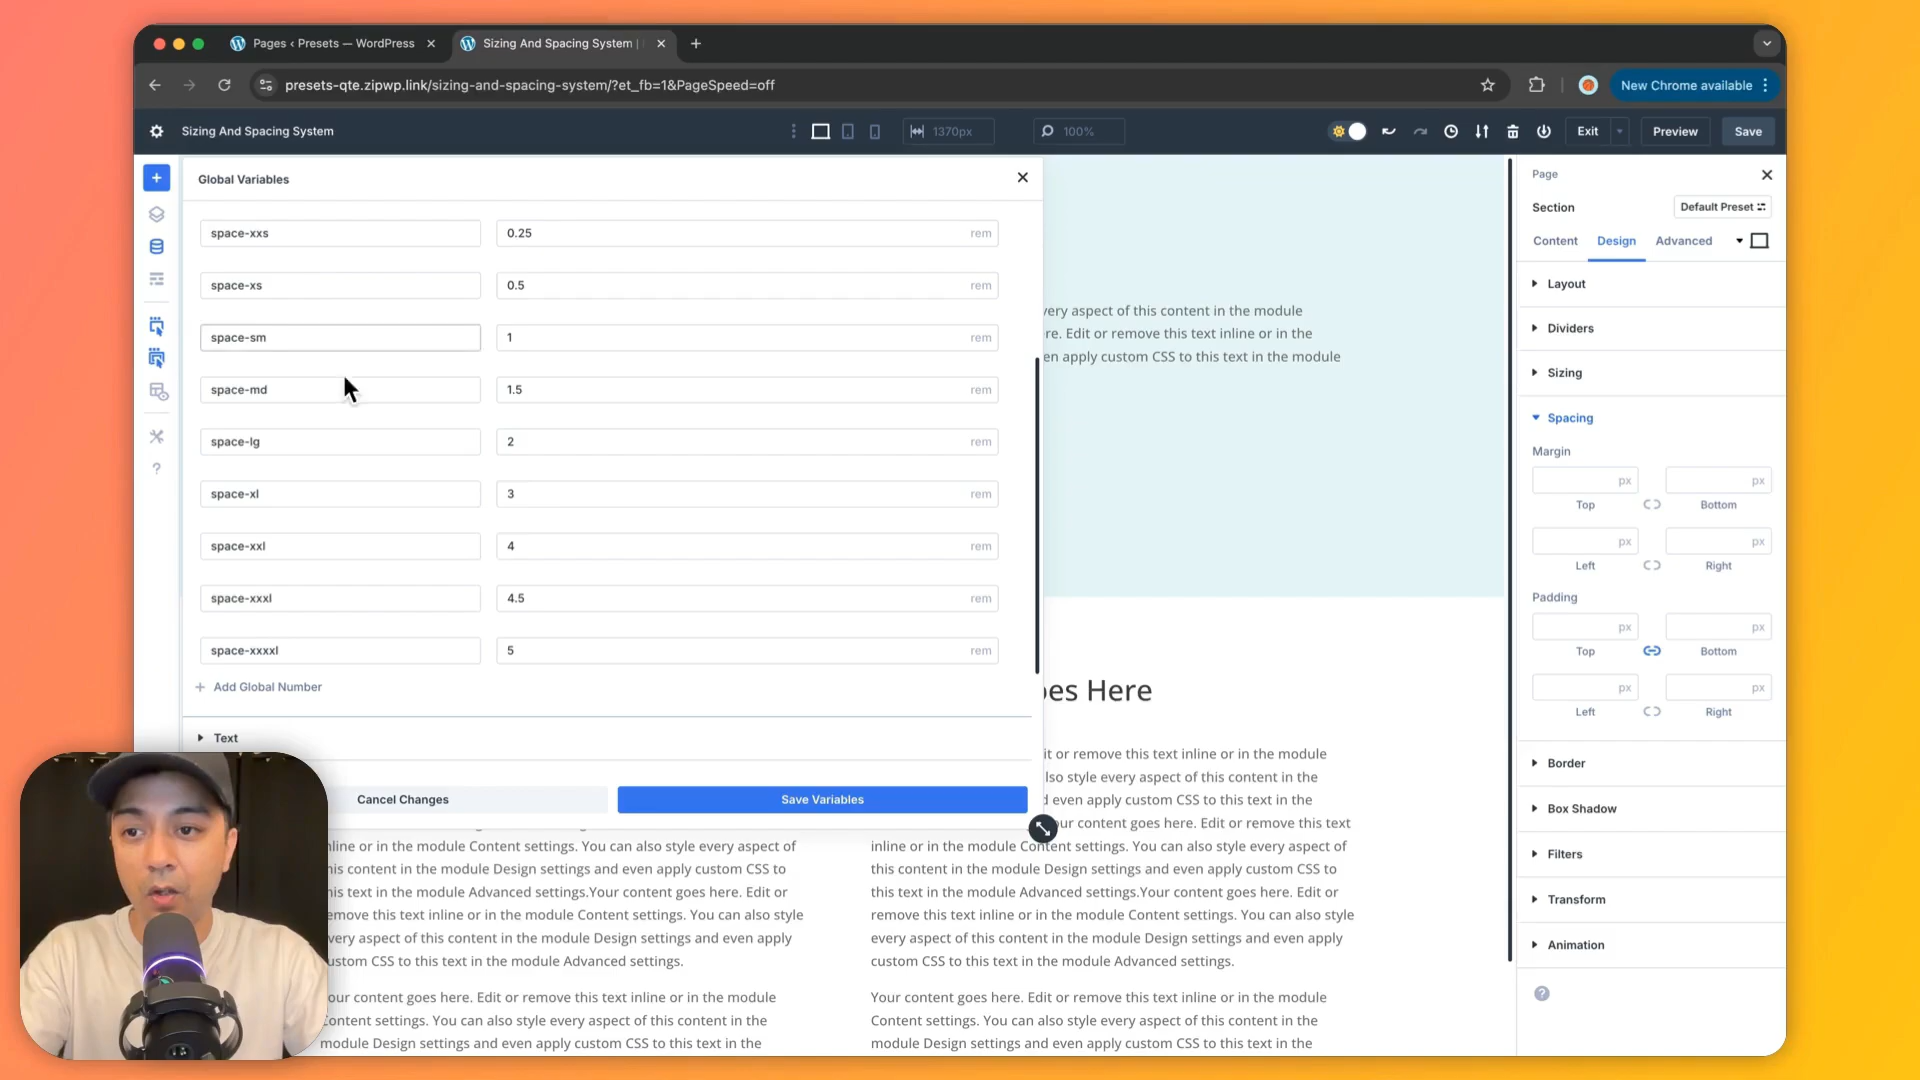 Pages ‹ Presets — WordPress
Sizing And Spacing System |
presets-qte.zipwp.link/sizing-and-spacing-system/?et_fb=1&PageSpeed=off
New Chrome available
Sizing And Spacing System
1370px
100%
Exit
Preview
Save
Global Variables
space-xxs
0.25
rem
space-xs
0.5
rem
space-sm
1
rem
space-md
1.5
rem
space-lg
2
rem
space-xl
3
rem
space-xxl
4
rem
space-xxxl
4.5
rem
space-xxxxl
5
rem
+ Add Global Number
Text
Cancel Changes
Save Variables
very aspect of this content in the module
re. Edit or remove this text inline or in the
en apply custom CSS to this text in the module
oes Here
it or remove this text inline or in the module
lso style every aspect of this content in the
d even apply custom CSS to this text in the
our content goes here. Edit or remove this text
nline or in the module Content settings. You can also style every aspect of
his content in the module Design settings and even apply custom CSS to
his text in the module Advanced settings.Your content goes here. Edit or
emove this text inline or in the module Content settings. You can also style
very aspect of this content in the module Design settings and even apply
ustom CSS to this text in the module Advanced settings.
our content goes here. Edit or remove this text inline or in the module
ontent settings. You can also style every aspect of this content in the
module Design settings and even apply custom CSS to this text in the
inline or in the module Content settings. You can also style every aspect of
this content in the module Design settings and even apply custom CSS to
this text in the module Advanced settings.Your content goes here. Edit or
remove this text inline or in the module Content settings. You can also style
every aspect of this content in the module Design settings and even apply
custom CSS to this text in the module Advanced settings.
Your content goes here. Edit or remove this text inline or in the module
Content settings. You can also style every aspect of this content in the
module Design settings and even apply custom CSS to this text in the
Page
Section
Default Preset
Content
Design
Advanced
Layout
Dividers
Sizing
Spacing
Margin
px
px
Top
Bottom
px
px
Left
Right
Padding
px
px
Top
Bottom
px
px
Left
Right
Border
Box Shadow
Filters
Transform
Animation